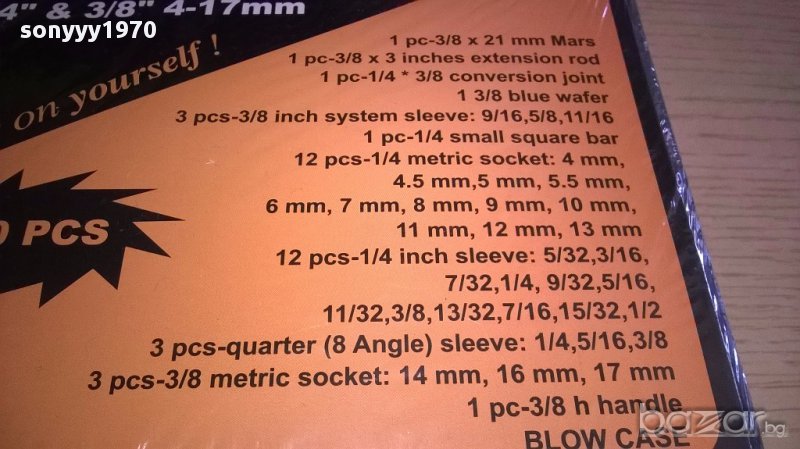 4" & 3/8" 4-17mm
sonyyy1970
on yourself !
1 pc-3/8 x 21 mm Mars
1 pc-3/8 x 3 inches extension rod
1 pc-1/4 * 3/8 conversion joint
1 3/8 blue wafer
3 pcs-3/8 inch system sleeve: 9/16,5/8,11/16
1 pc-1/4 small square bar
12 pcs-1/4 metric socket: 4 mm,
4.5 mm,5 mm, 5.5 mm,
6 mm, 7 mm, 8 mm, 9 mm, 10 mm,
11 mm, 12 mm, 13 mm
0 PCS
12 pcs-1/4 inch sleeve: 5/32,3/16,
7/32,1/4, 9/32,5/16,
11/32,3/8,13/32,7/16,15/32,1/2
3 pcs-quarter (8 Angle) sleeve: 1/4,5/16,3/8
3 pcs-3/8 metric socket: 14 mm, 16 mm, 17 mm
1 pc-3/8 h handle
BLOW CASE
bazar.bg